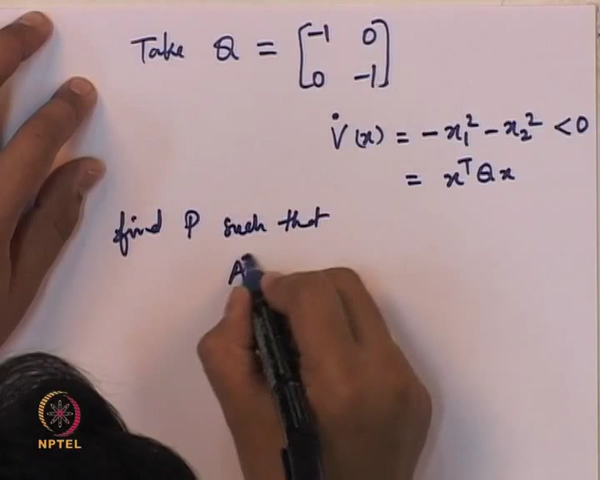 Take Q = [-1 0
0 -1]
V̇(x) = -x₁² - x₂² < 0
= xᵀQx
find P such that
A
NPTEL